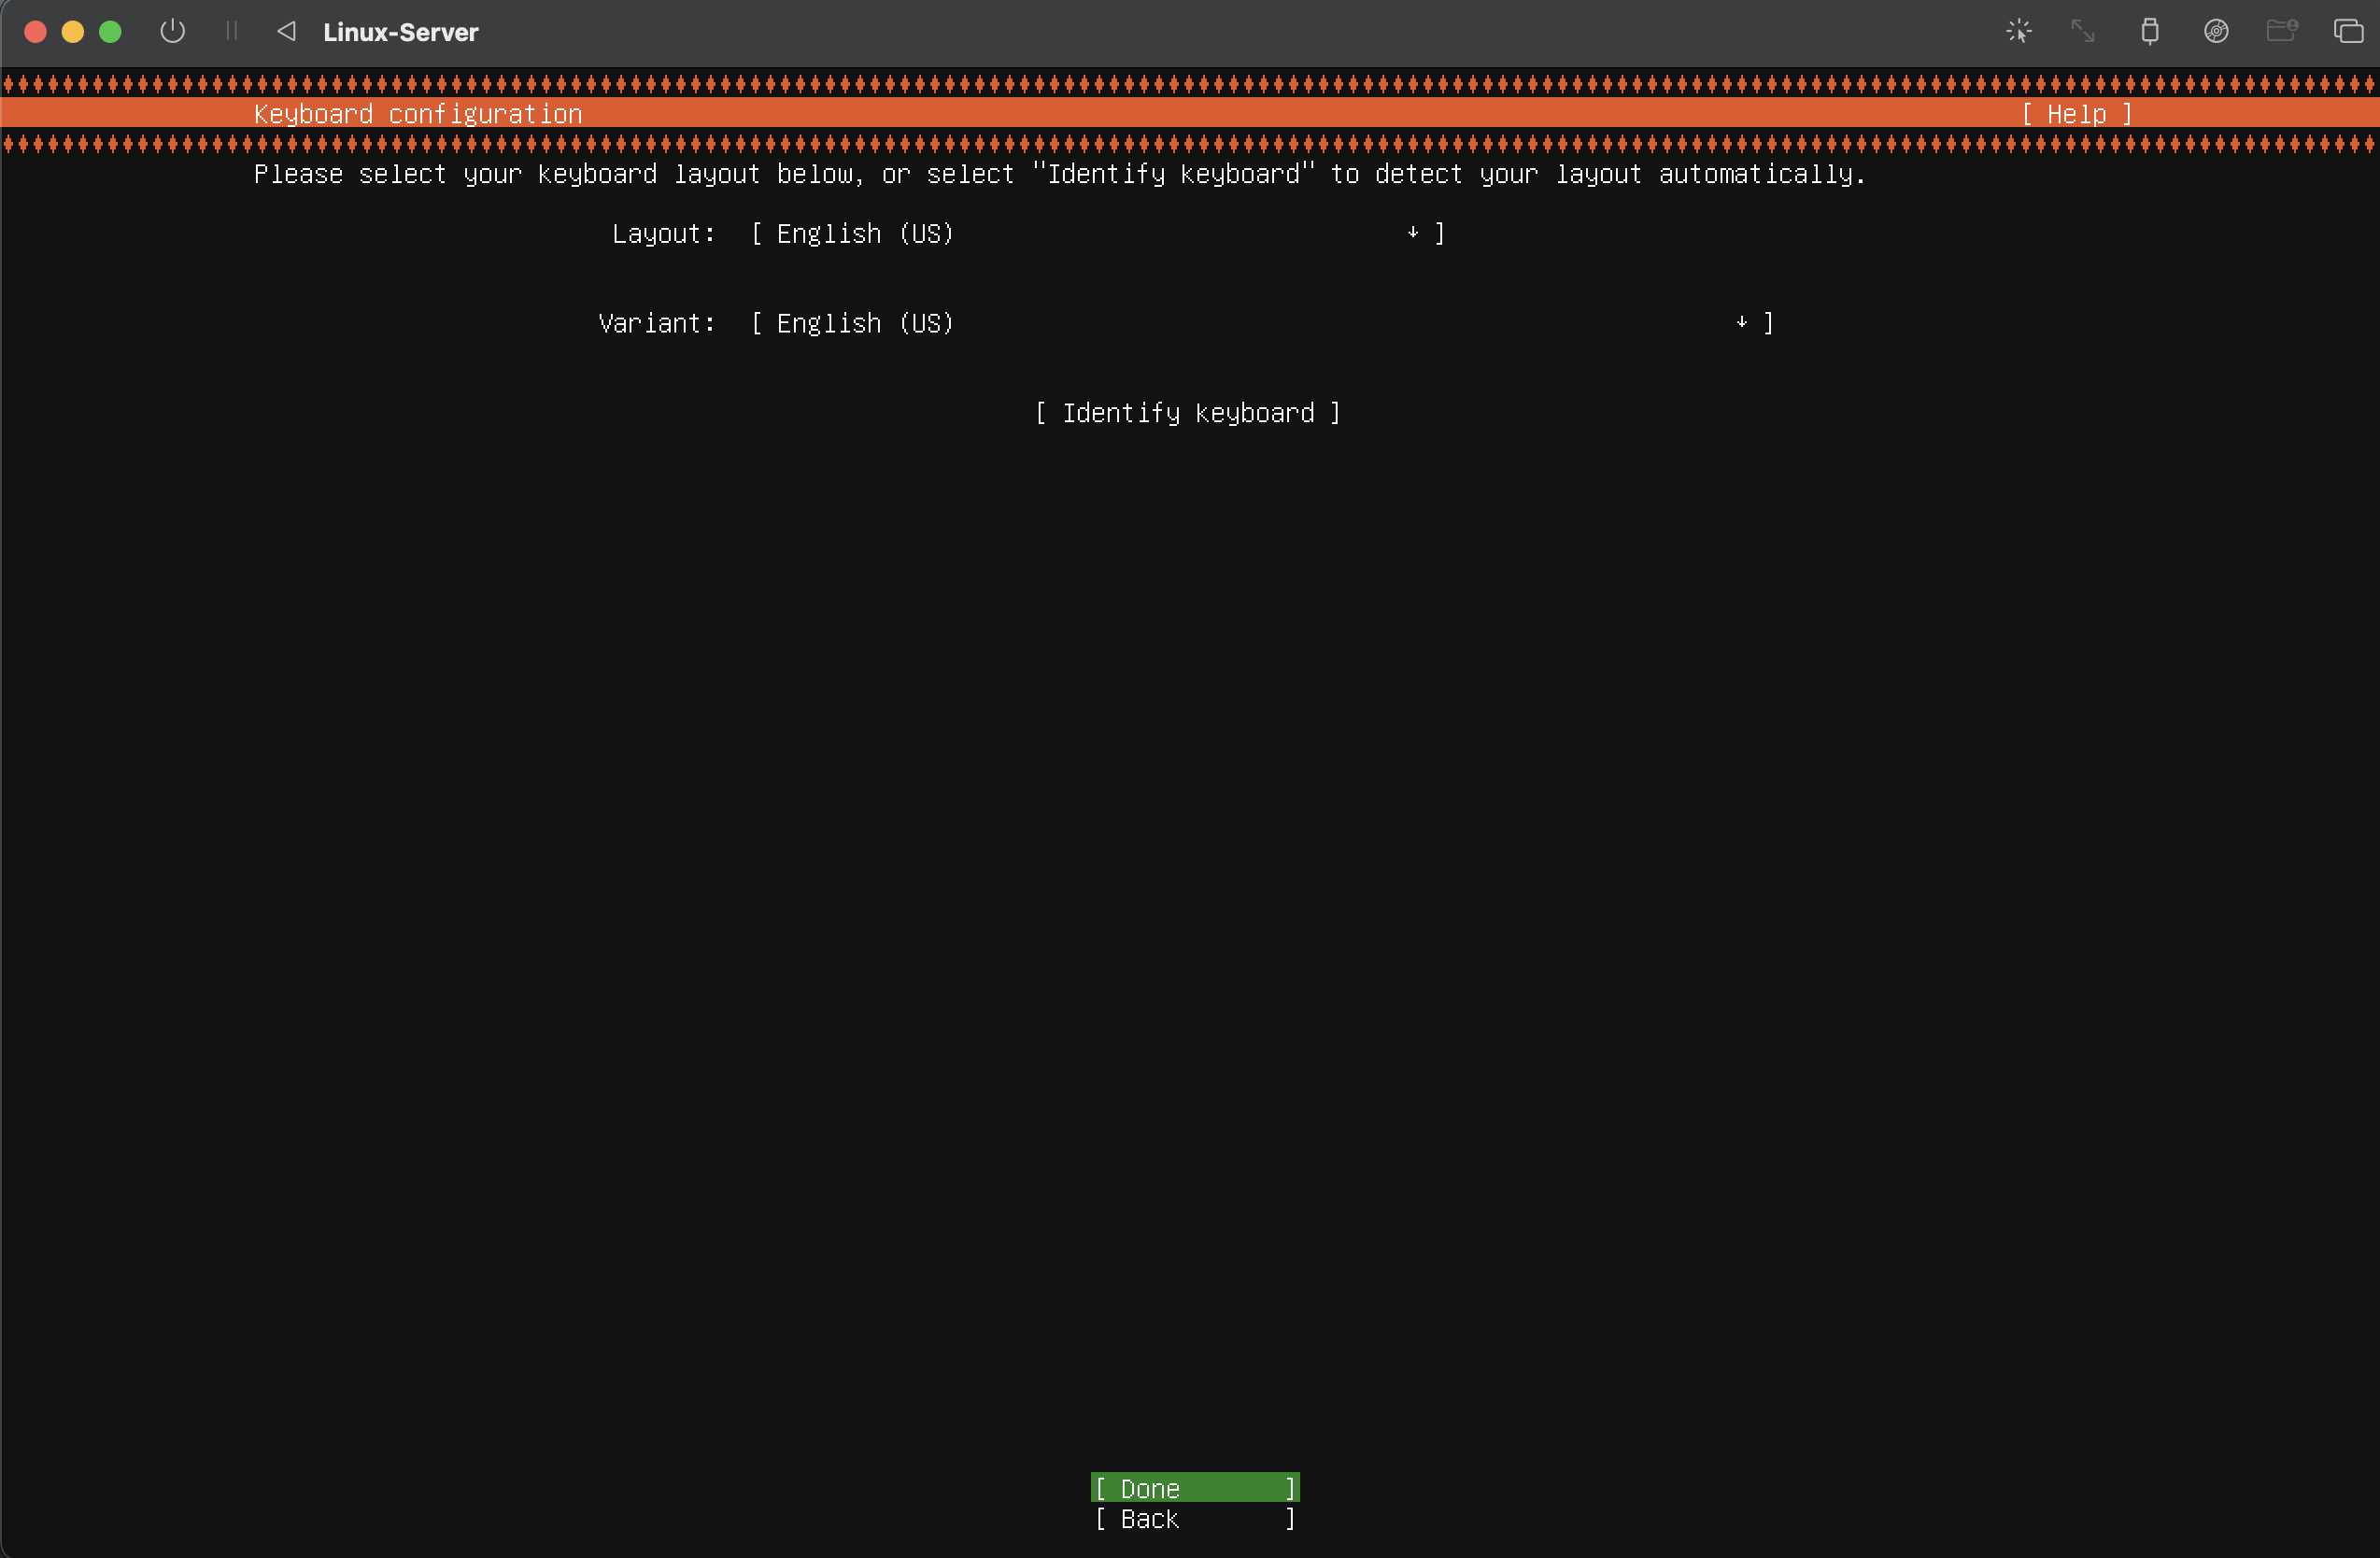 Linux-Server
Keyboard configuration [ Help ]
Please select your keyboard layout below, or select "Identify keyboard" to detect your layout automatically.
Layout: [ English (US) ↓ ]
Variant: [ English (US) ↓ ]
[ Identify keyboard ]
[ Done ]
[ Back ]